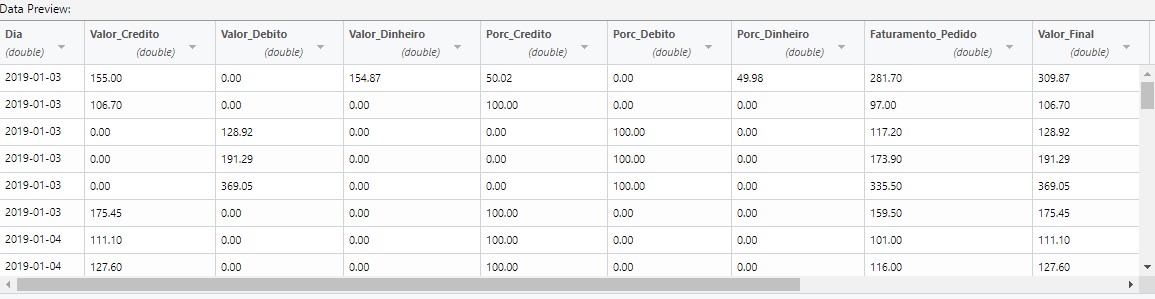 Data Preview:
Dia Valor_Credito Valor_Debito Valor_Dinheiro Porc_Credito Porc_Debito Porc_Dinheiro Faturamento_Pedido Valor_Final
(double) (double) (double) (double) (double) (double) (double) (double) (double)
2019-01-03 155.00 0.00 154.87 50.02 0.00 49.98 281.70 309.87
2019-01-03 106.70 0.00 0.00 100.00 0.00 0.00 97.00 106.70
2019-01-03 0.00 128.92 0.00 0.00 100.00 0.00 117.20 128.92
2019-01-03 0.00 191.29 0.00 0.00 100.00 0.00 173.90 191.29
2019-01-03 0.00 369.05 0.00 0.00 100.00 0.00 335.50 369.05
2019-01-03 175.45 0.00 0.00 100.00 0.00 0.00 159.50 175.45
2019-01-04 111.10 0.00 0.00 100.00 0.00 0.00 101.00 111.10
2019-01-04 127.60 0.00 0.00 100.00 0.00 0.00 116.00 127.60